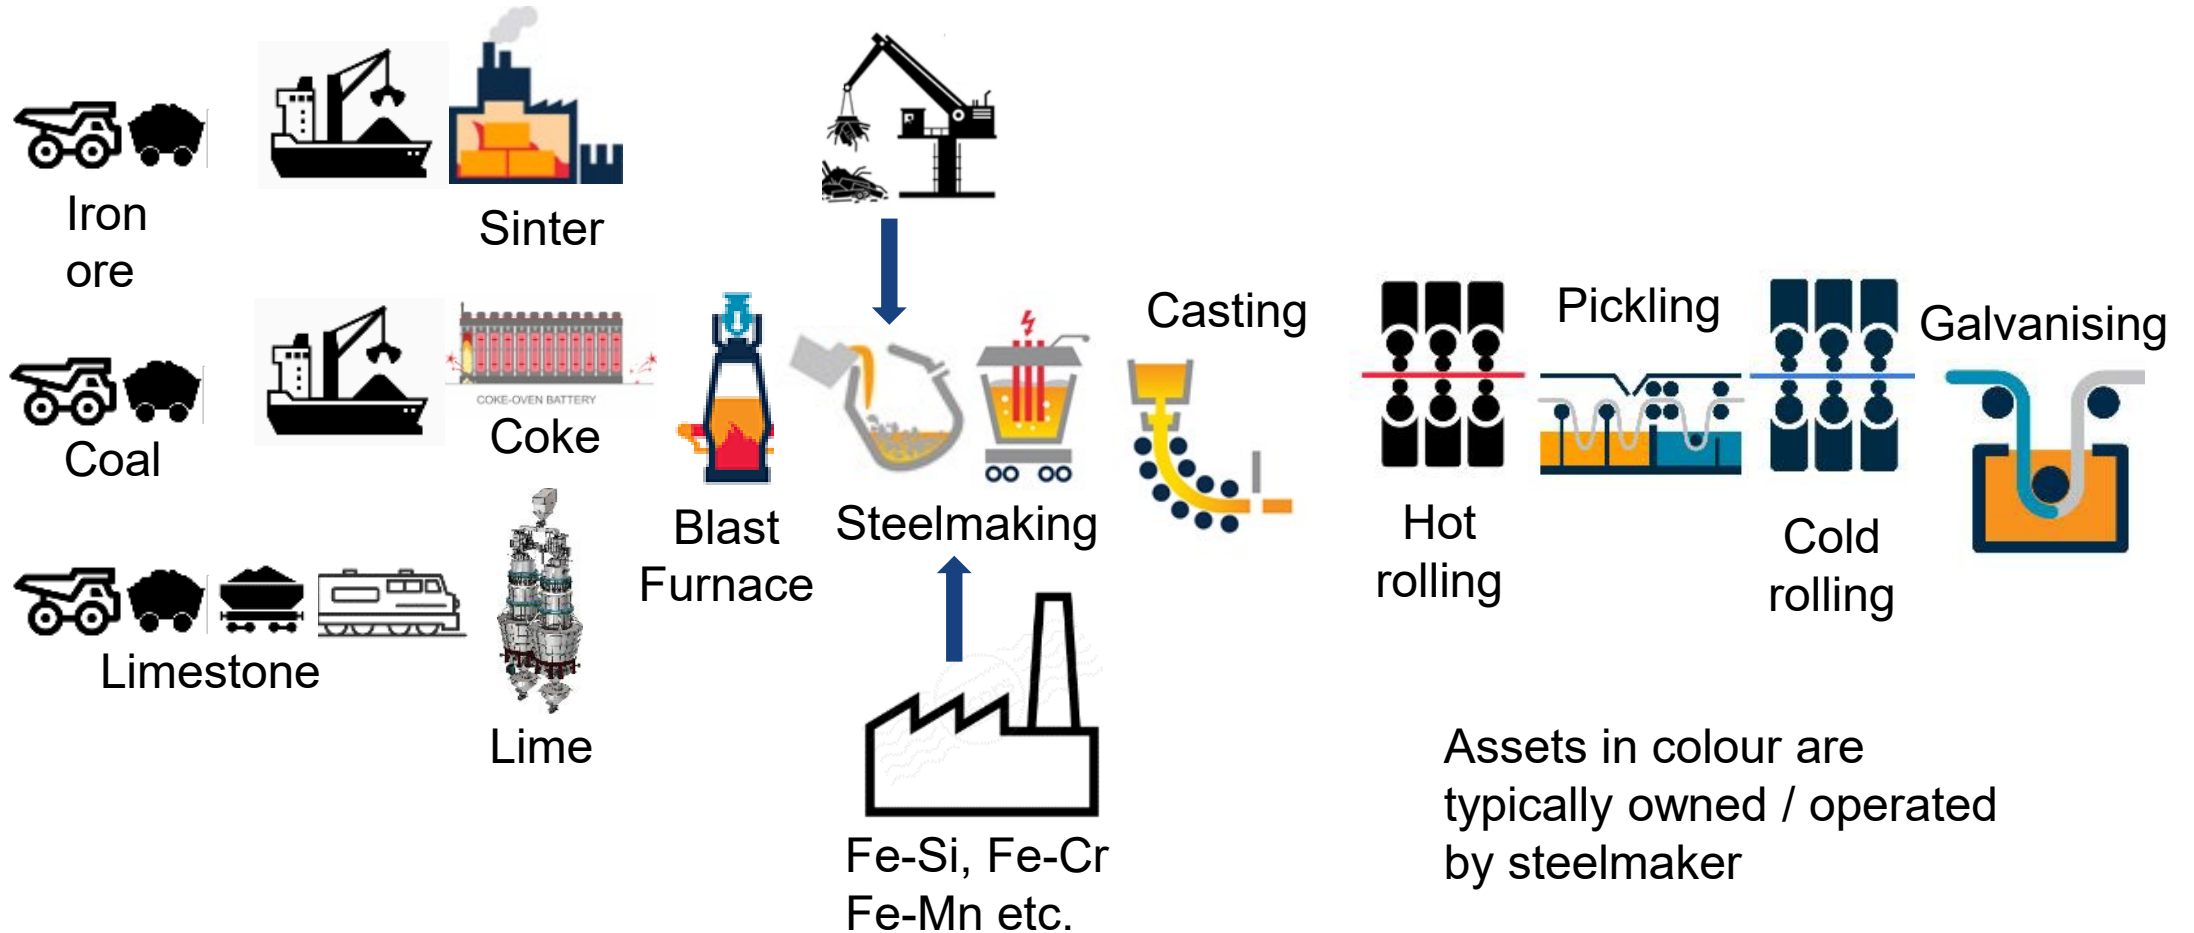 Iron
ore
Sinter
Coal
COKE-OVEN BATTERY
Coke
Limestone
Lime
Blast
Furnace
Steelmaking
Casting
Fe-Si, Fe-Cr
Fe-Mn etc.
Hot
rolling
Pickling
Cold
rolling
Galvanising
Assets in colour are
typically owned / operated
by steelmaker